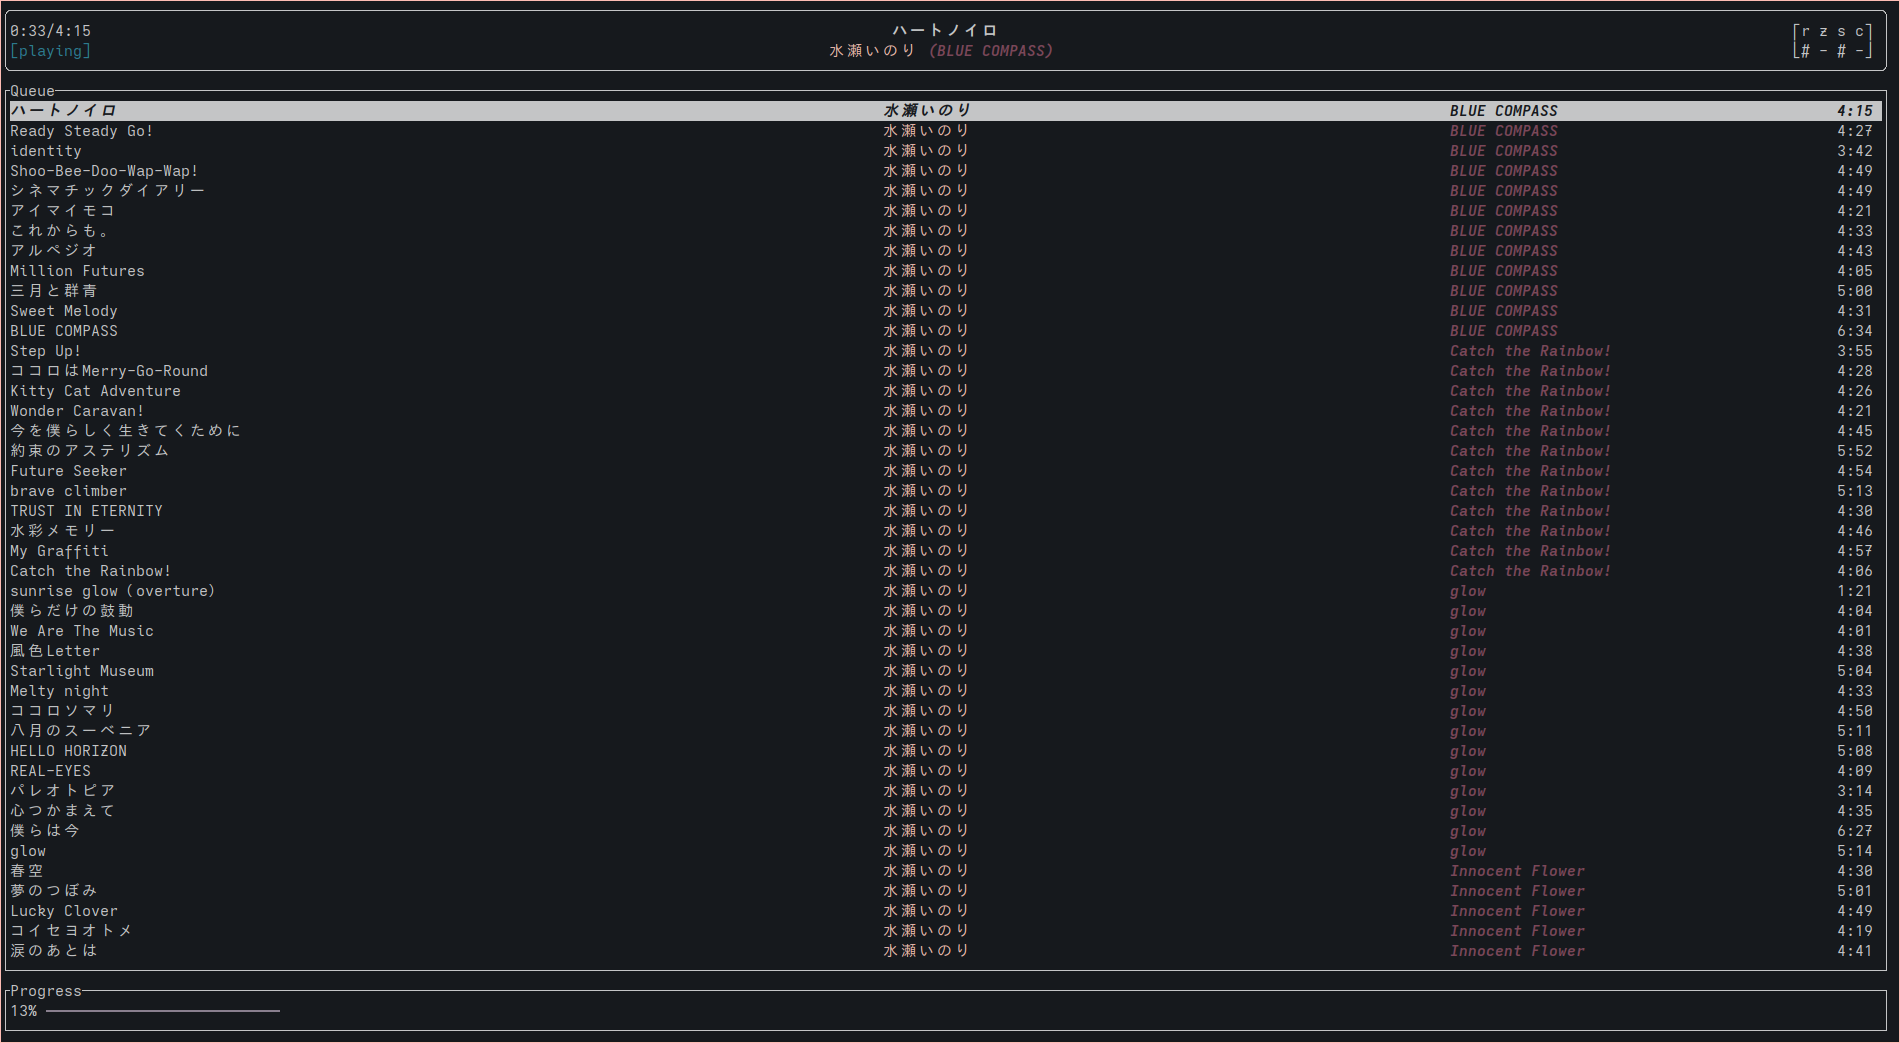 0:33/4:15 ハートノイロ [r z s c]
[playing] 水瀬いのり (BLUE COMPASS) [# - # -]
Queue
ハートノイロ 水瀬いのり BLUE COMPASS 4:15
Ready Steady Go! 水瀬いのり BLUE COMPASS 4:27
identity 水瀬いのり BLUE COMPASS 3:42
Shoo-Bee-Doo-Wap-Wap! 水瀬いのり BLUE COMPASS 4:49
シネマチックダイアリー 水瀬いのり BLUE COMPASS 4:49
アイマイモコ 水瀬いのり BLUE COMPASS 4:21
これからも。 水瀬いのり BLUE COMPASS 4:33
アルペジオ 水瀬いのり BLUE COMPASS 4:43
Million Futures 水瀬いのり BLUE COMPASS 4:05
三月と群青 水瀬いのり BLUE COMPASS 5:00
Sweet Melody 水瀬いのり BLUE COMPASS 4:31
BLUE COMPASS 水瀬いのり BLUE COMPASS 6:34
Step Up! 水瀬いのり Catch the Rainbow! 3:55
ココロはMerry-Go-Round 水瀬いのり Catch the Rainbow! 4:28
Kitty Cat Adventure 水瀬いのり Catch the Rainbow! 4:26
Wonder Caravan! 水瀬いのり Catch the Rainbow! 4:21
今を僕らしく生きてくために 水瀬いのり Catch the Rainbow! 4:45
約束のアステリズム 水瀬いのり Catch the Rainbow! 5:52
Future Seeker 水瀬いのり Catch the Rainbow! 4:54
brave climber 水瀬いのり Catch the Rainbow! 5:13
TRUST IN ETERNITY 水瀬いのり Catch the Rainbow! 4:30
水彩メモリー 水瀬いのり Catch the Rainbow! 4:46
My Graffiti 水瀬いのり Catch the Rainbow! 4:57
Catch the Rainbow! 水瀬いのり Catch the Rainbow! 4:06
sunrise glow（overture） 水瀬いのり glow 1:21
僕らだけの鼓動 水瀬いのり glow 4:04
We Are The Music 水瀬いのり glow 4:01
風色Letter 水瀬いのり glow 4:38
Starlight Museum 水瀬いのり glow 5:04
Melty night 水瀬いのり glow 4:33
ココロソマリ 水瀬いのり glow 4:50
八月のスーベニア 水瀬いのり glow 5:11
HELLO HORIZON 水瀬いのり glow 5:08
REAL-EYES 水瀬いのり glow 4:09
パレオトピア 水瀬いのり glow 3:14
心つかまえて 水瀬いのり glow 4:35
僕らは今 水瀬いのり glow 6:27
glow 水瀬いのり glow 5:14
春空 水瀬いのり Innocent Flower 4:30
夢のつぼみ 水瀬いのり Innocent Flower 5:01
Lucky Clover 水瀬いのり Innocent Flower 4:49
コイセヨオトメ 水瀬いのり Innocent Flower 4:19
涙のあとは 水瀬いのり Innocent Flower 4:41
Progress
13%